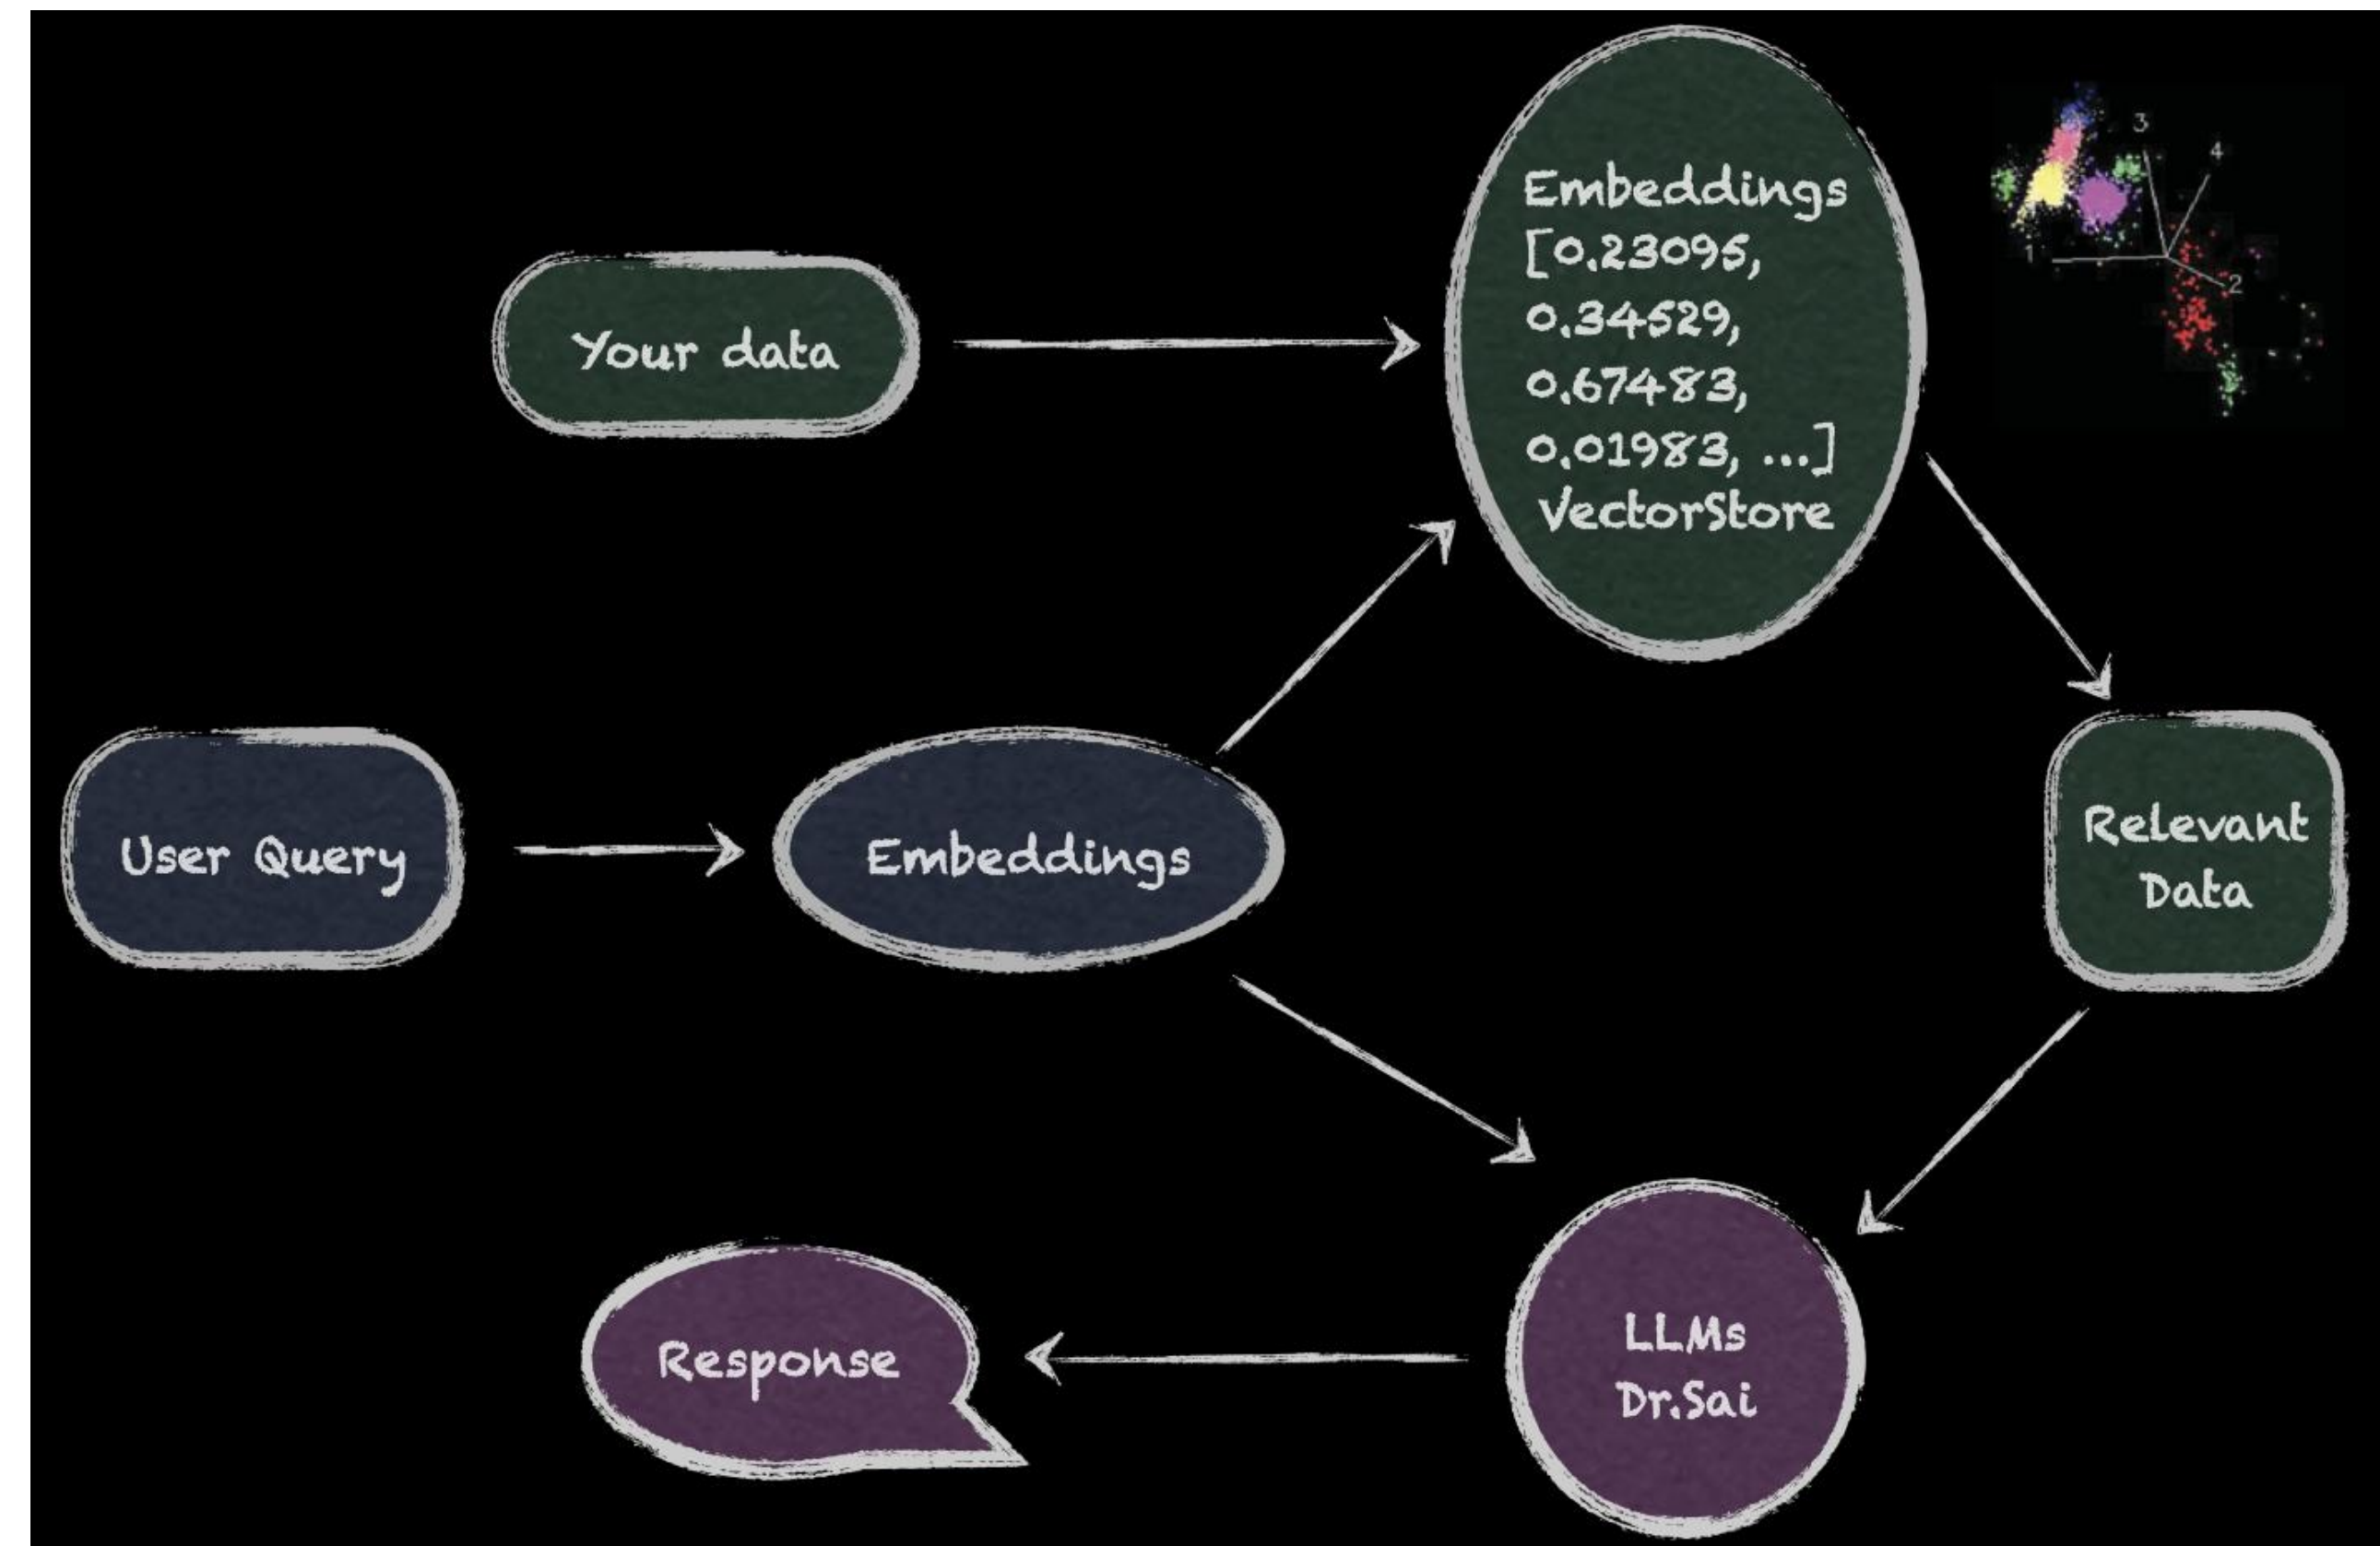 Embeddings
[0.23095,
0.34529,
0.67483,
0.01983, ...]
VectorStore
3
4
1
2
Your data
User Query
Embeddings
Relevant
Data
Response
LLMs
Dr.Sai